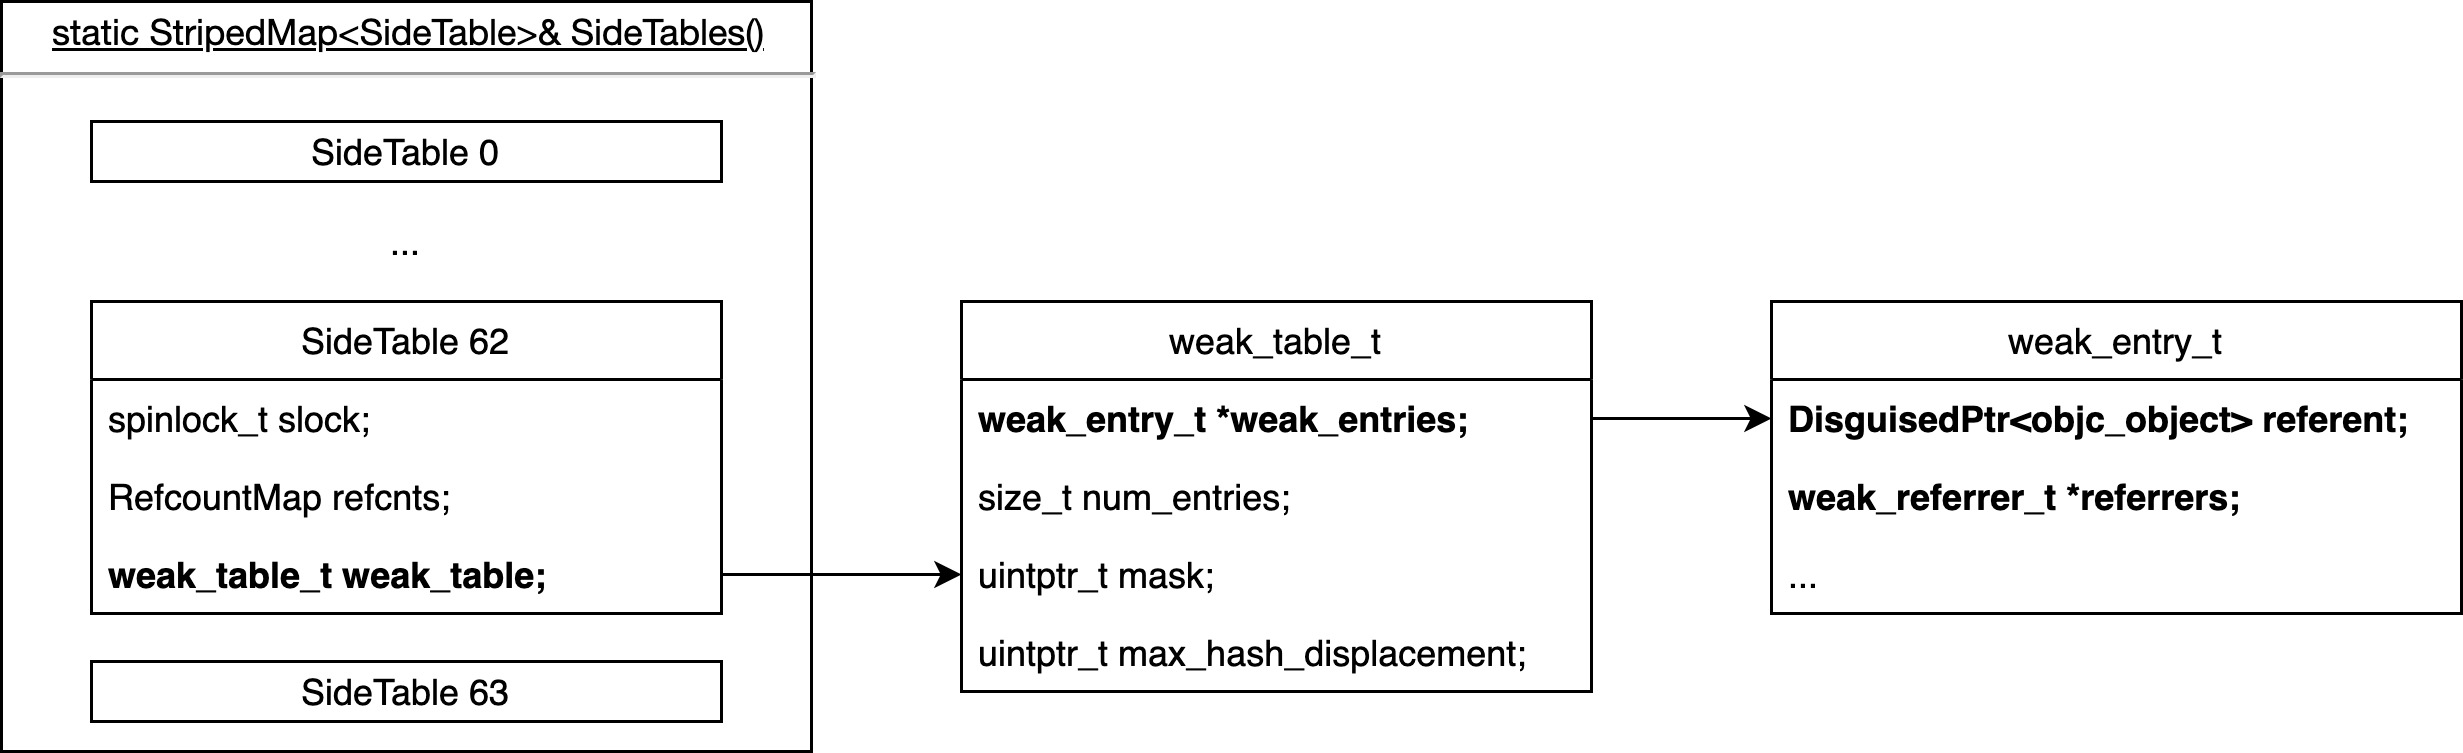 static StripedMap<SideTable>& SideTables()
SideTable 0
...
SideTable 62
spinlock_t slock;
RefcountMap refcnts;
weak_table_t weak_table;
SideTable 63
weak_table_t
weak_entry_t *weak_entries;
size_t num_entries;
uintptr_t mask;
uintptr_t max_hash_displacement;
weak_entry_t
DisguisedPtr<objc_object> referent;
weak_referrer_t *referrers;
...